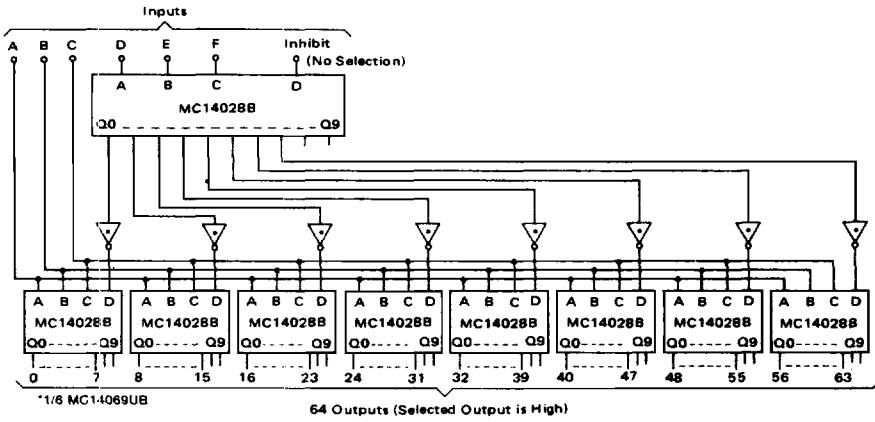 Inputs
A B C D E F Inhibit
(No Selection)
A B C D
MC14028B
Q0 Q9
A B C D A B C D A B C D A B C D A B C D A B C D A B C D A B C D
MC14028B MC14028B MC14028B MC14028B MC14028B MC14028B MC14028B MC14028B
Q0 Q9 Q0 Q9 Q0 Q9 Q0 Q9 Q0 Q9 Q0 Q9 Q0 Q9 Q0 Q9
0 7 8 15 16 23 24 31 32 39 40 47 48 55 56 63
*1/6 MC14069UB
64 Outputs (Selected Output is High)